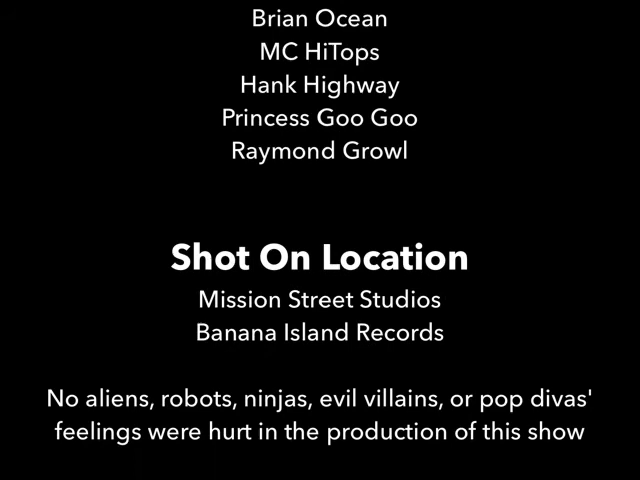 Brian Ocean
MC HiTops
Hank Highway
Princess Goo Goo
Raymond Growl
Shot On Location
Mission Street Studios
Banana Island Records
No aliens, robots, ninjas, evil villains, or pop divas'
feelings were hurt in the production of this show